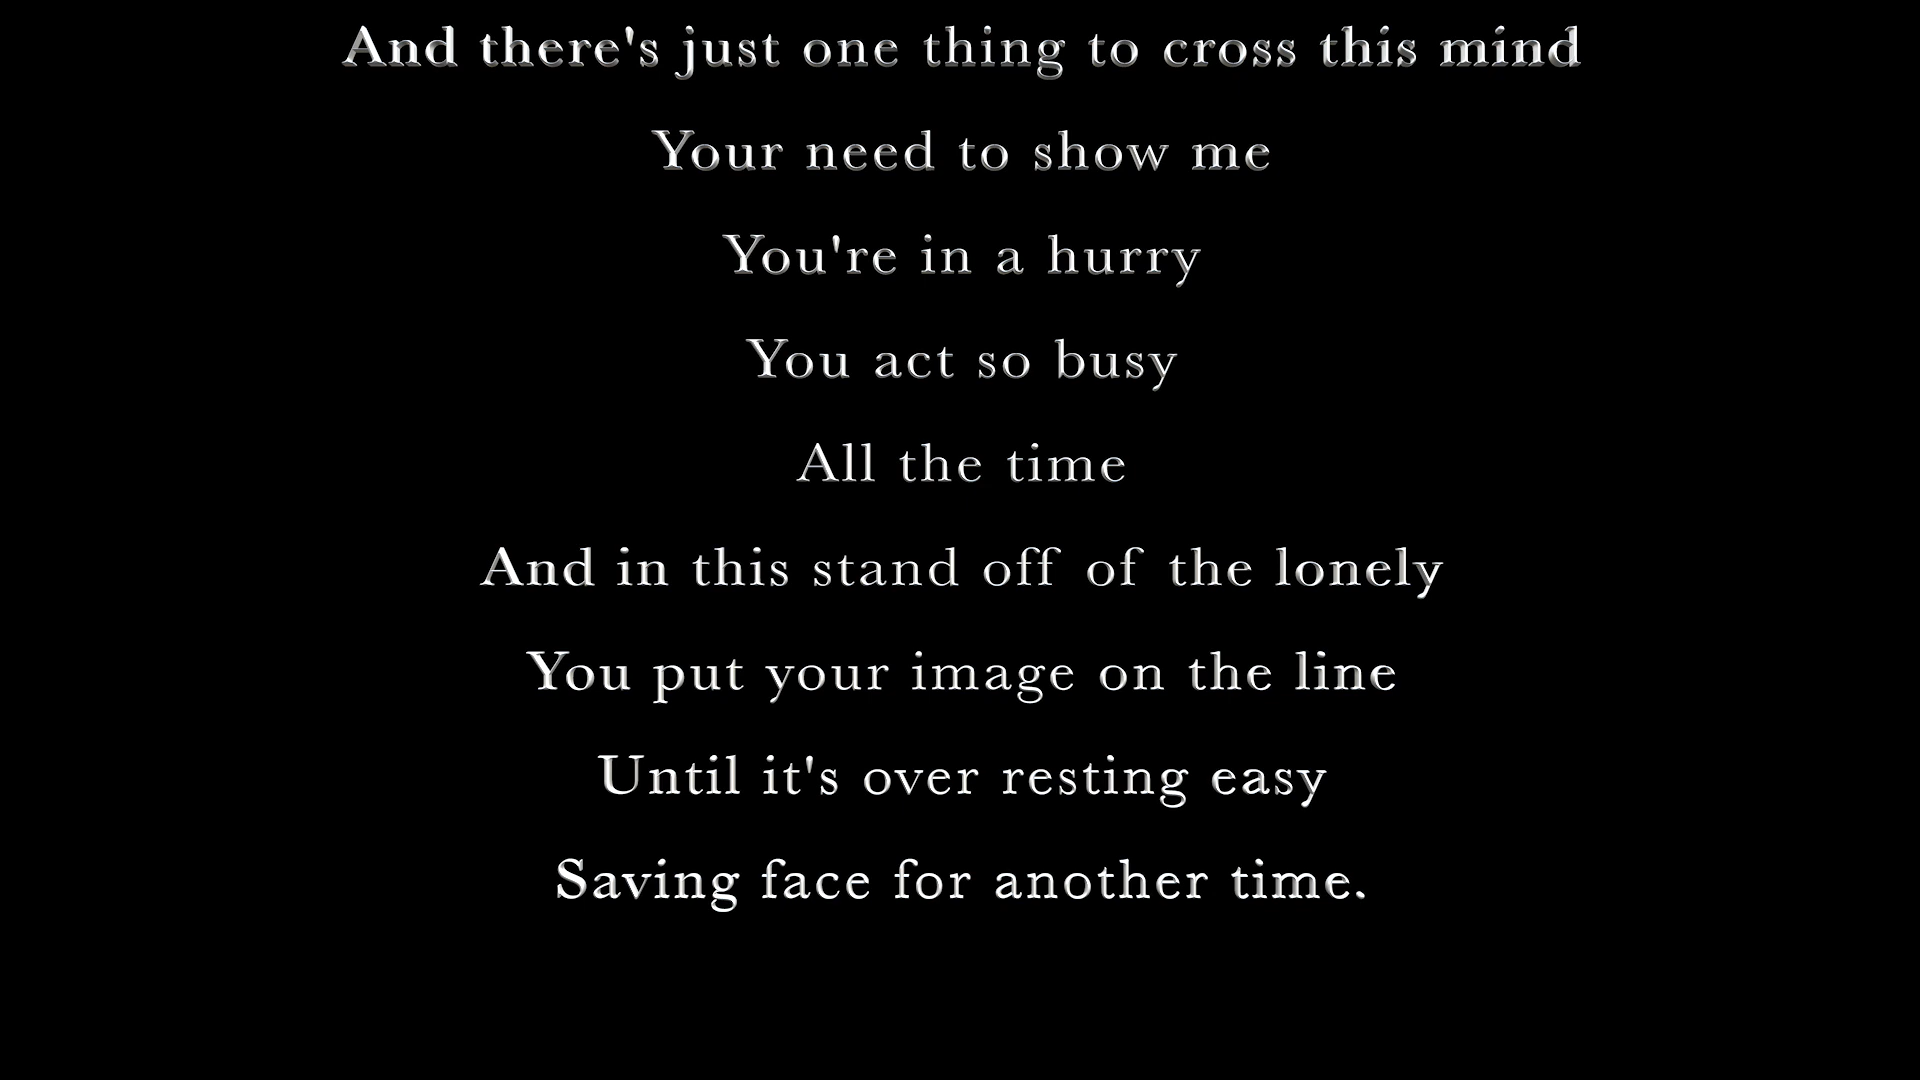 And there's just one thing to cross this mind
Your need to show me
You're in a hurry
You act so busy
All the time
And in this stand off of the lonely
You put your image on the line
Until it's over resting easy
Saving face for another time.